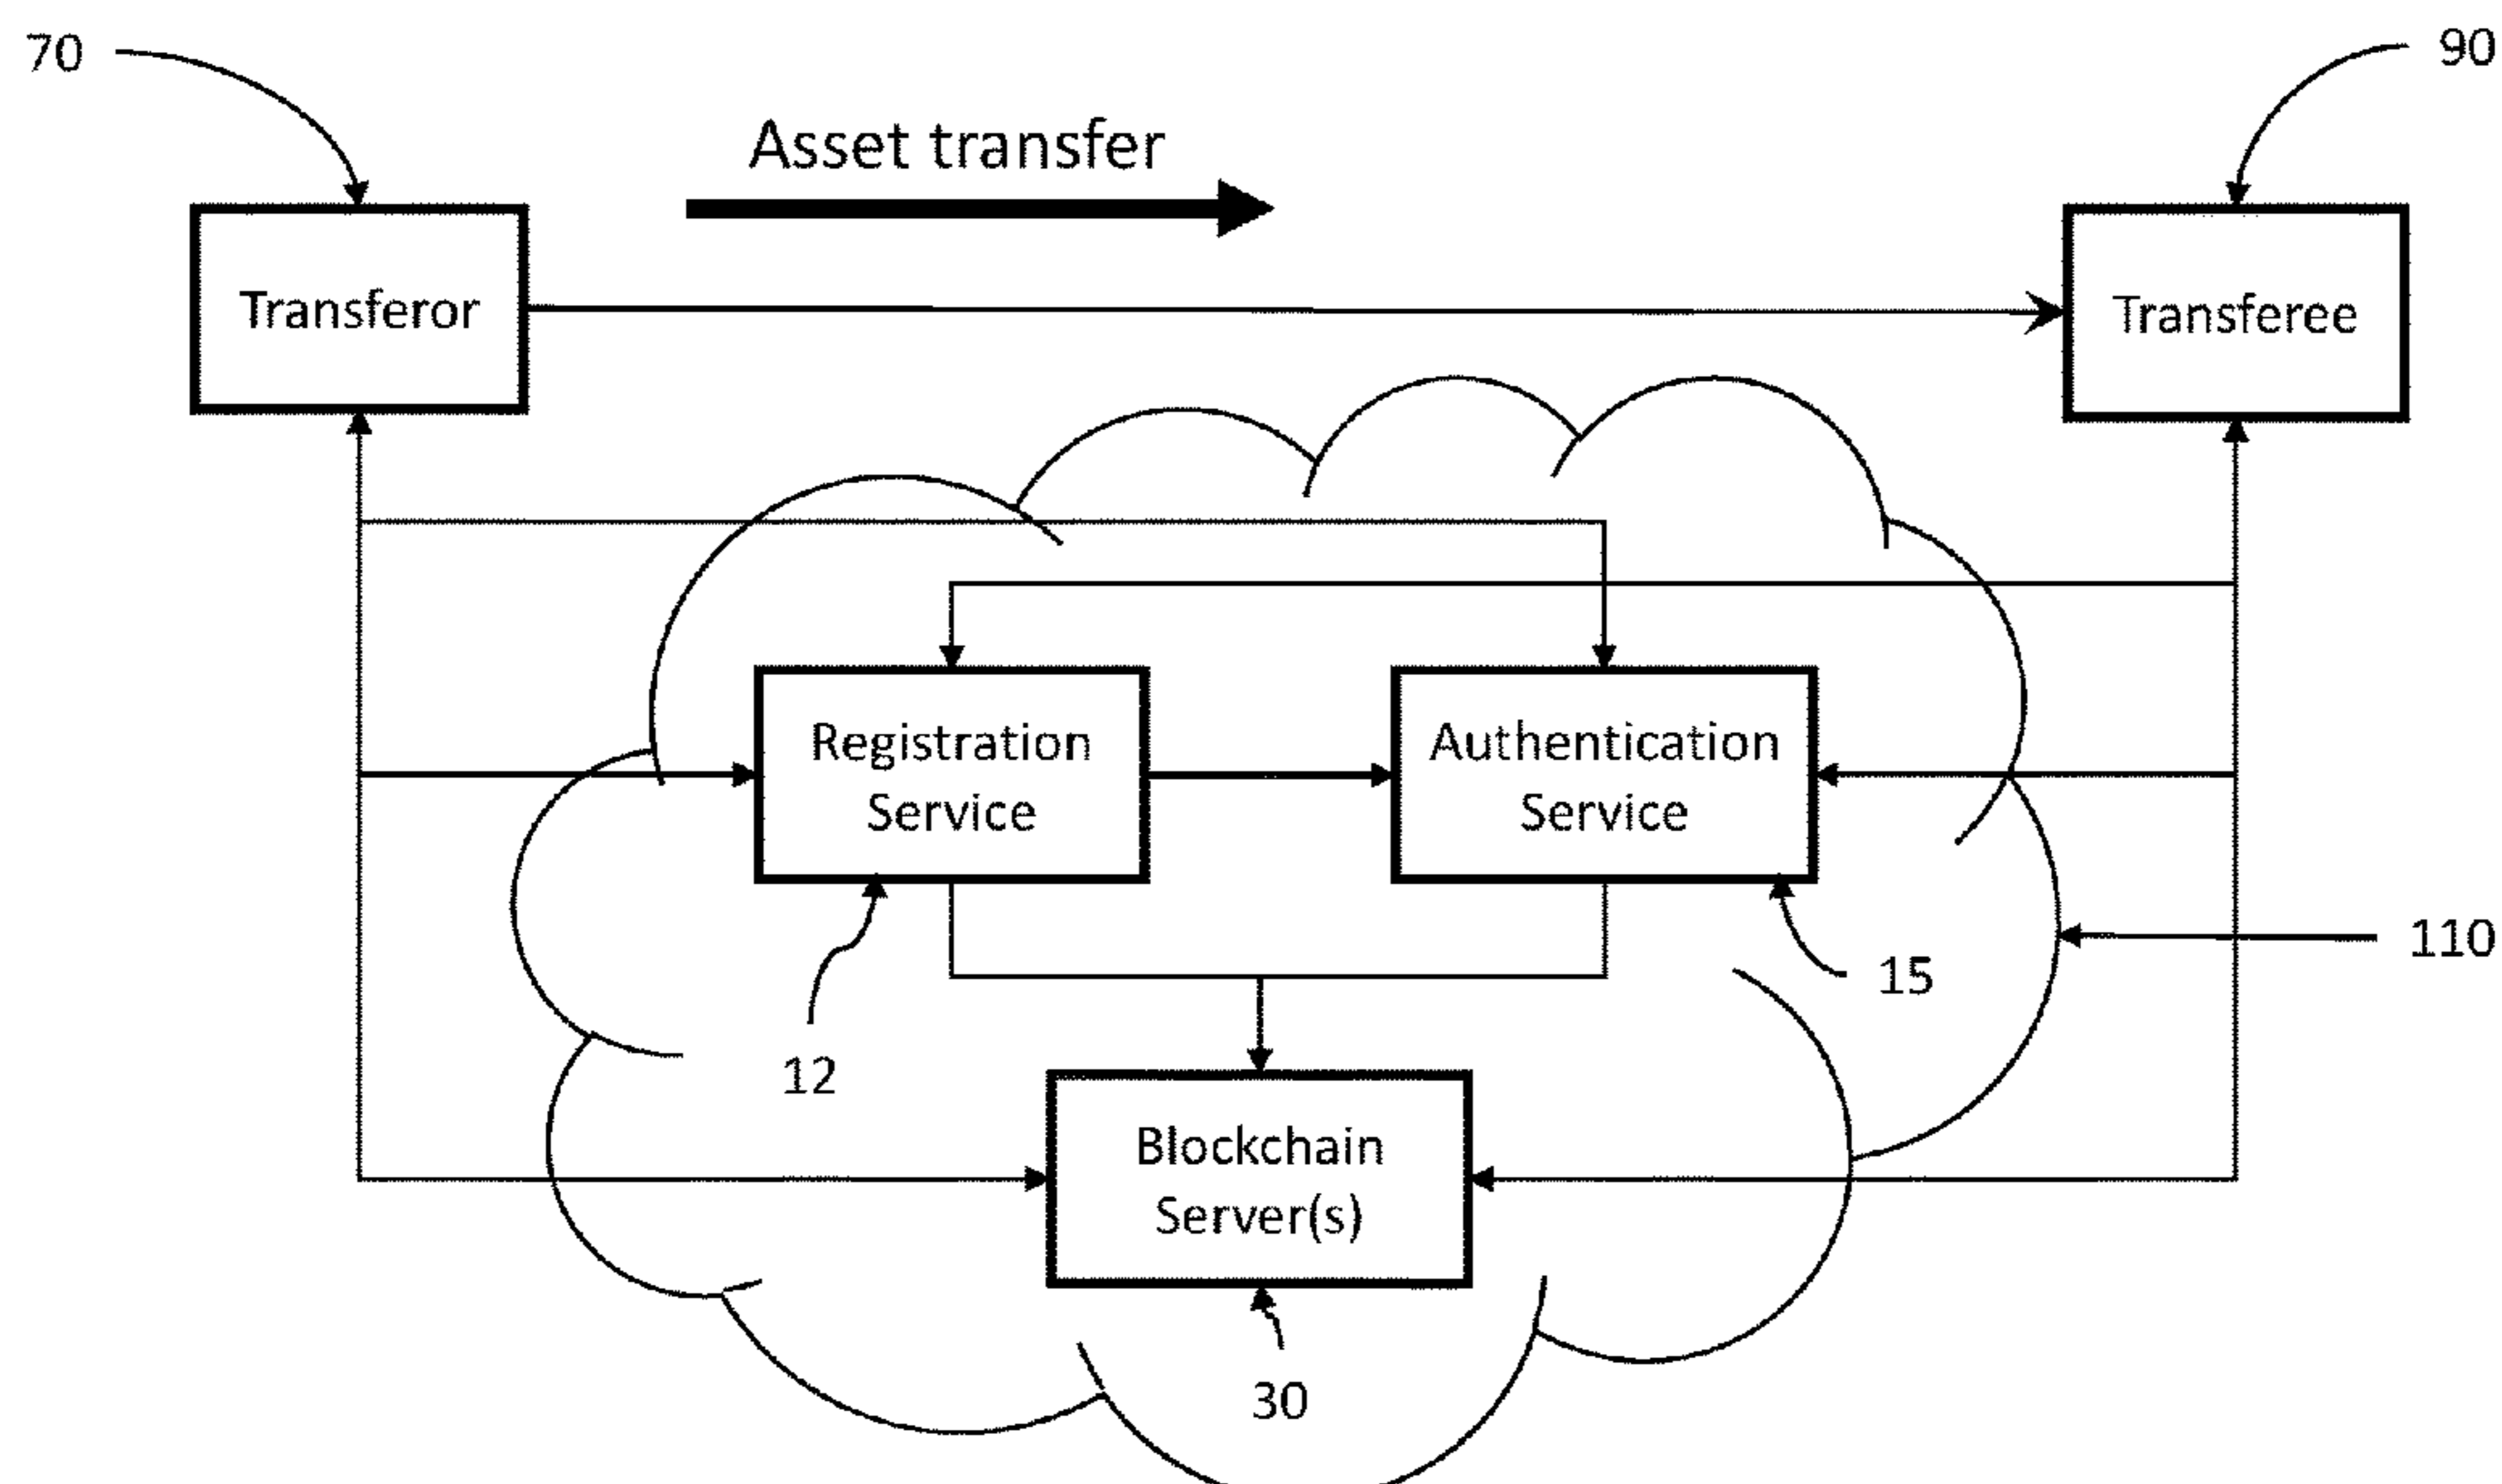 70
90
Asset transfer
Transferor
Transferee
Registration
Service
Authentication
Service
12
15
110
Blockchain
Server(s)
30